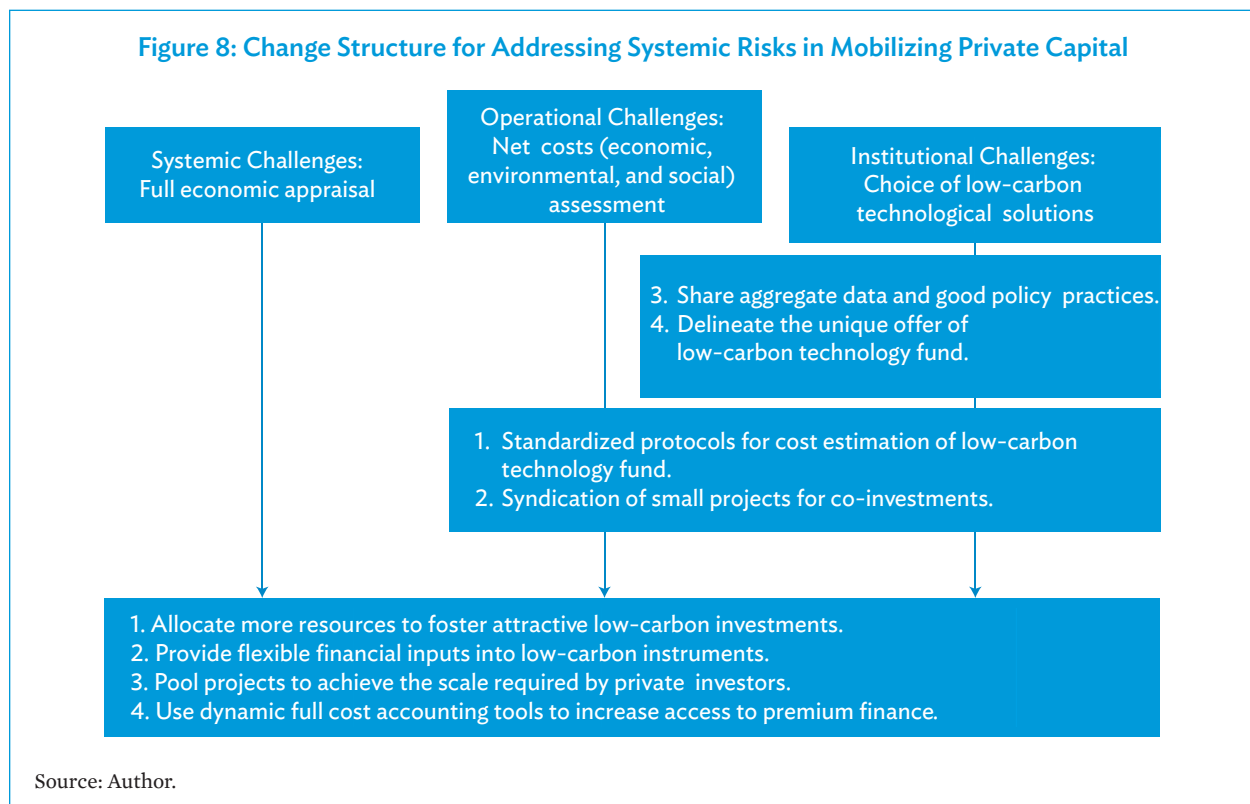 Figure 8: Change Structure for Addressing Systemic Risks in Mobilizing Private Capital
Systemic Challenges:
Full economic appraisal
Operational Challenges:
Net costs (economic,
environmental, and social)
assessment
Institutional Challenges:
Choice of low-carbon
technological solutions
3. Share aggregate data and good policy practices.
4. Delineate the unique offer of
low-carbon technology fund.
1. Standardized protocols for cost estimation of low-carbon
technology fund.
2. Syndication of small projects for co-investments.
1. Allocate more resources to foster attractive low-carbon investments.
2. Provide flexible financial inputs into low-carbon instruments.
3. Pool projects to achieve the scale required by private investors.
4. Use dynamic full cost accounting tools to increase access to premium finance.
Source: Author.